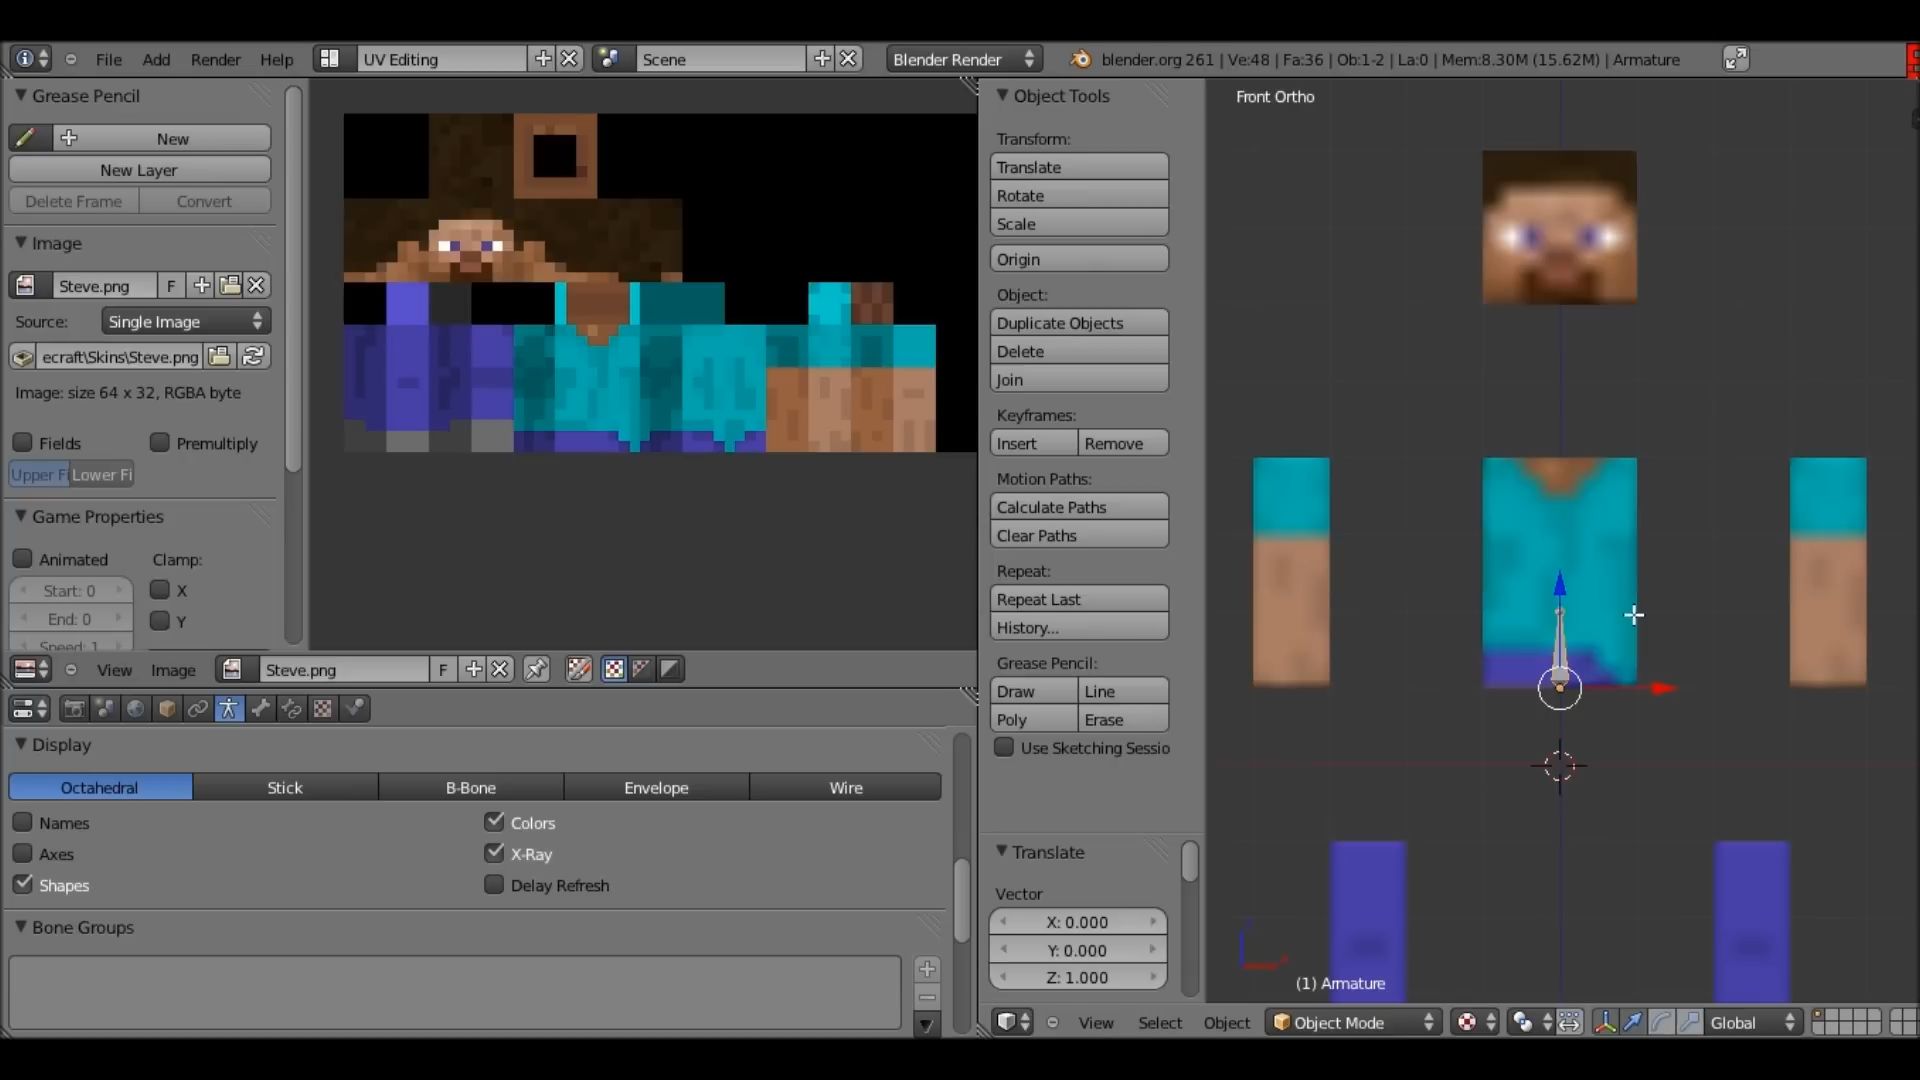 File Add Render Help UV Editing Scene Blender Render blender.org 261 | Ve:48 | Fa:36 | Ob:1-2 | La:0 | Mem:8.30M (15.62M) | Armature
Grease Pencil
New
New Layer
Delete Frame Convert
Image
Steve.png F
Source: Single Image
ecraft\Skins\Steve.png
Image: size 64 x 32, RGBA byte
Fields Premultiply
Upper Fi Lower Fi
Game Properties
Animated Clamp:
Start: 0 X
End: 0 Y
Speed: 1
View Image Steve.png F
Display
Octahedral Stick B-Bone Envelope Wire
Names Colors
Axes X-Ray
Shapes Delay Refresh
Bone Groups
Object Tools
Transform:
Translate
Rotate
Scale
Origin
Object:
Duplicate Objects
Delete
Join
Keyframes:
Insert Remove
Motion Paths:
Calculate Paths
Clear Paths
Repeat:
Repeat Last
History...
Grease Pencil:
Draw Line
Poly Erase
Use Sketching Sessio
Translate
Vector
X: 0.000
Y: 0.000
Z: 1.000
Front Ortho
(1) Armature
View Select Object Object Mode Global